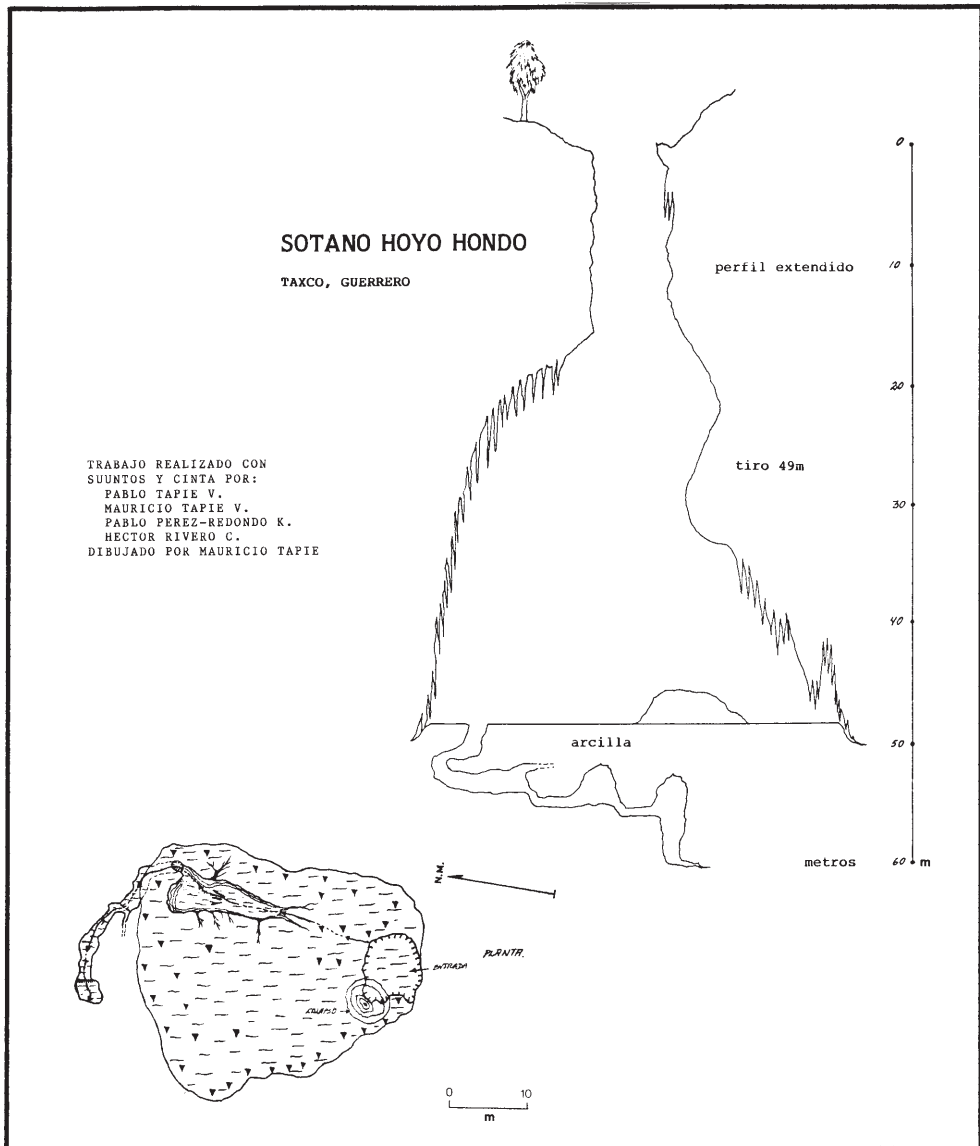 SOTANO HOYO HONDO
TAXCO, GUERRERO
perfil extendido
tiro 49m
TRABAJO REALIZADO CON
SUUNTOS Y CINTA POR:
PABLO TAPIE V.
MAURICIO TAPIE V.
PABLO PEREZ-REDONDO K.
HECTOR RIVERO C.
DIBUJADO POR MAURICIO TAPIE
0
10
20
30
40
50
60 m
metros
arcilla
N.M.
PLANTA
ENTRADA
COLAPSO
0 10
m